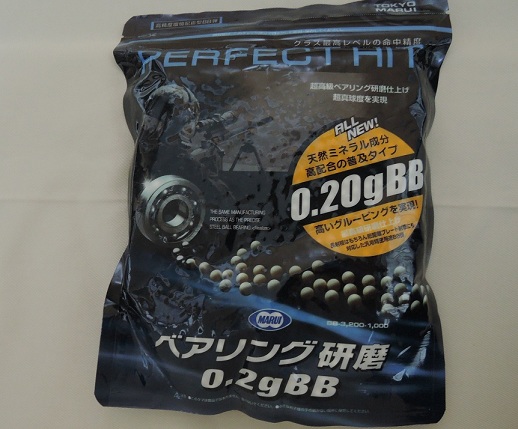 TOKYO
MARUI
クラス最高レベルの命中精度
PERFECT HIT
超高級ベアリング研磨仕上げ
超真球度を実現
ALL
NEW!
天然ミネラル成分
高配合の普及タイプ
0.20gBB
高いグルーピングを実現!
THE SAME MANUFACTURING
PROCESS AS THE PRECISE
STEEL BALL BEARING
MARUI
ベアリング研磨
0.2gBB